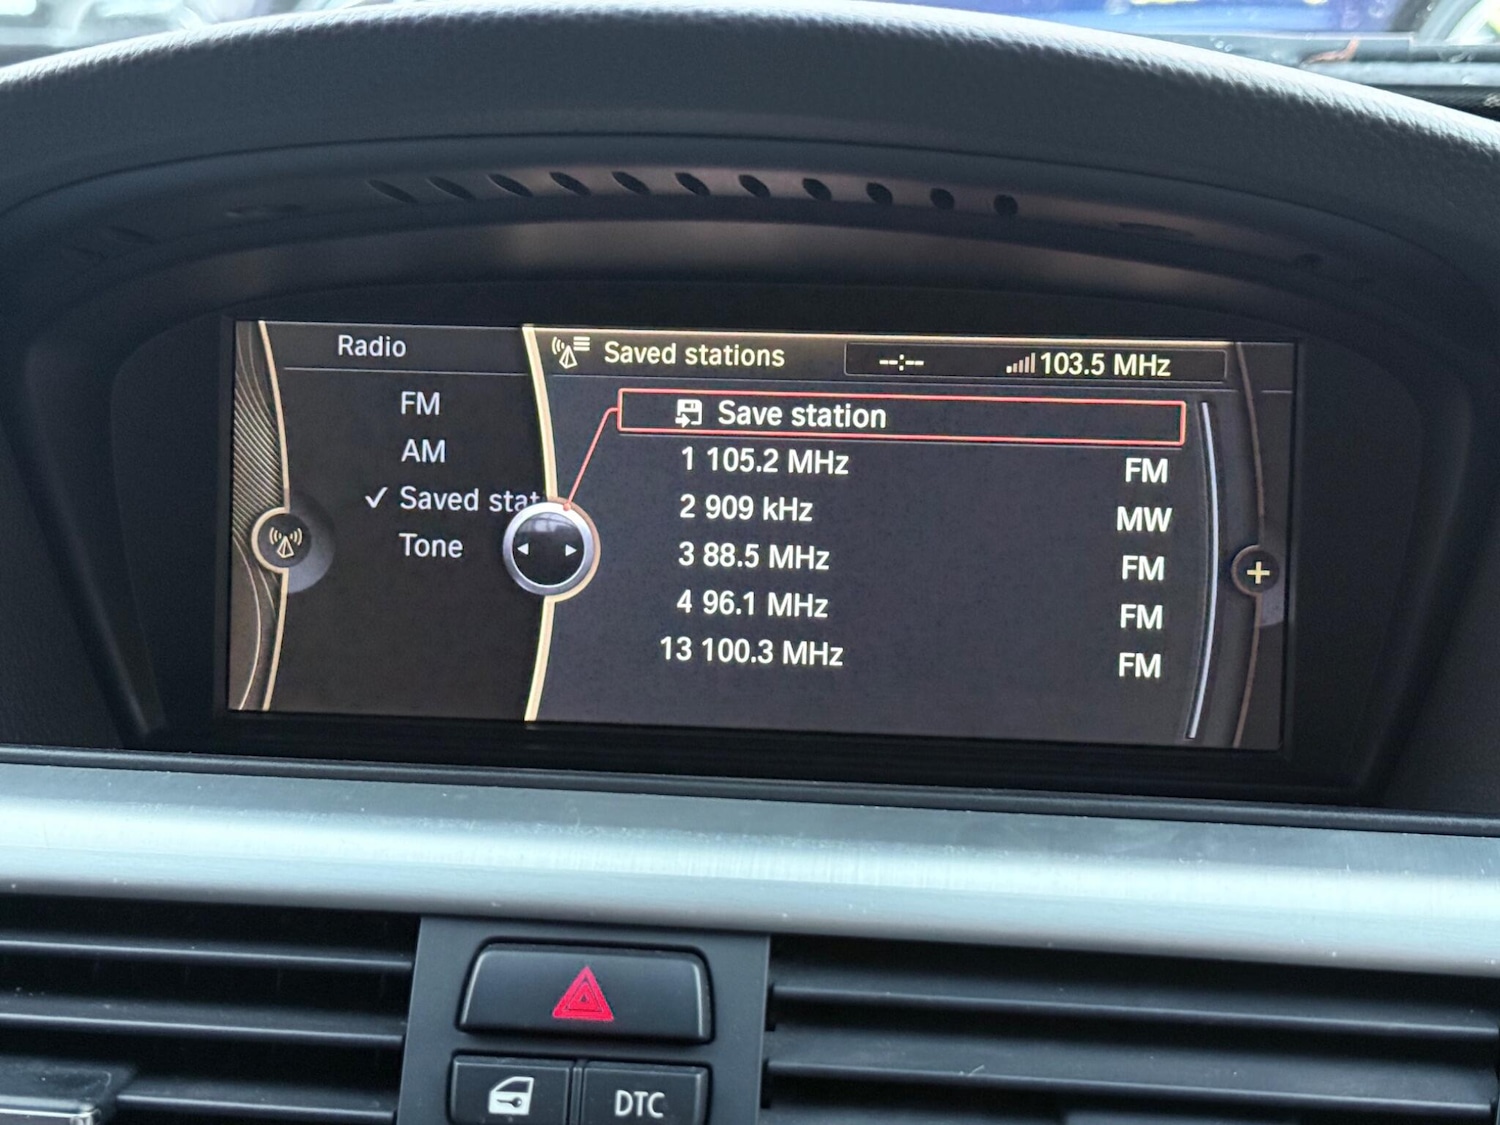 Radio
FM
AM
✓ Saved stat
Tone
Saved stations
--:--
103.5 MHz
Save station
1 105.2 MHz FM
2 909 kHz MW
3 88.5 MHz FM
4 96.1 MHz FM
13 100.3 MHz FM
+
DTC